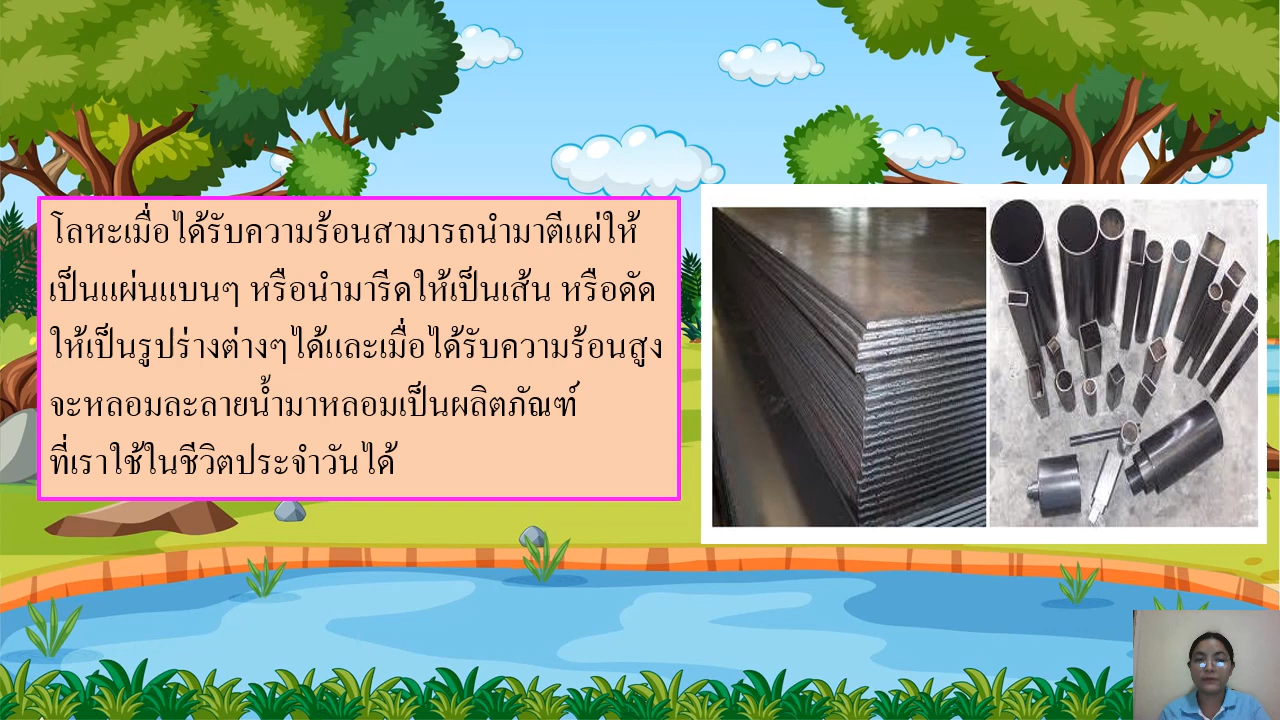 โลหะเมื่อได้รับความร้อนสามารถนำมาตีแผ่ให้
เป็นแผ่นแบนๆ หรือนำมารีดให้เป็นเส้น หรือดัด
ให้เป็นรูปร่างต่างๆได้และเมื่อได้รับความร้อนสูง
จะหลอมละลายน้ำมาหลอมเป็นผลิตภัณฑ์
ที่เราใช้ในชีวิตประจำวันได้